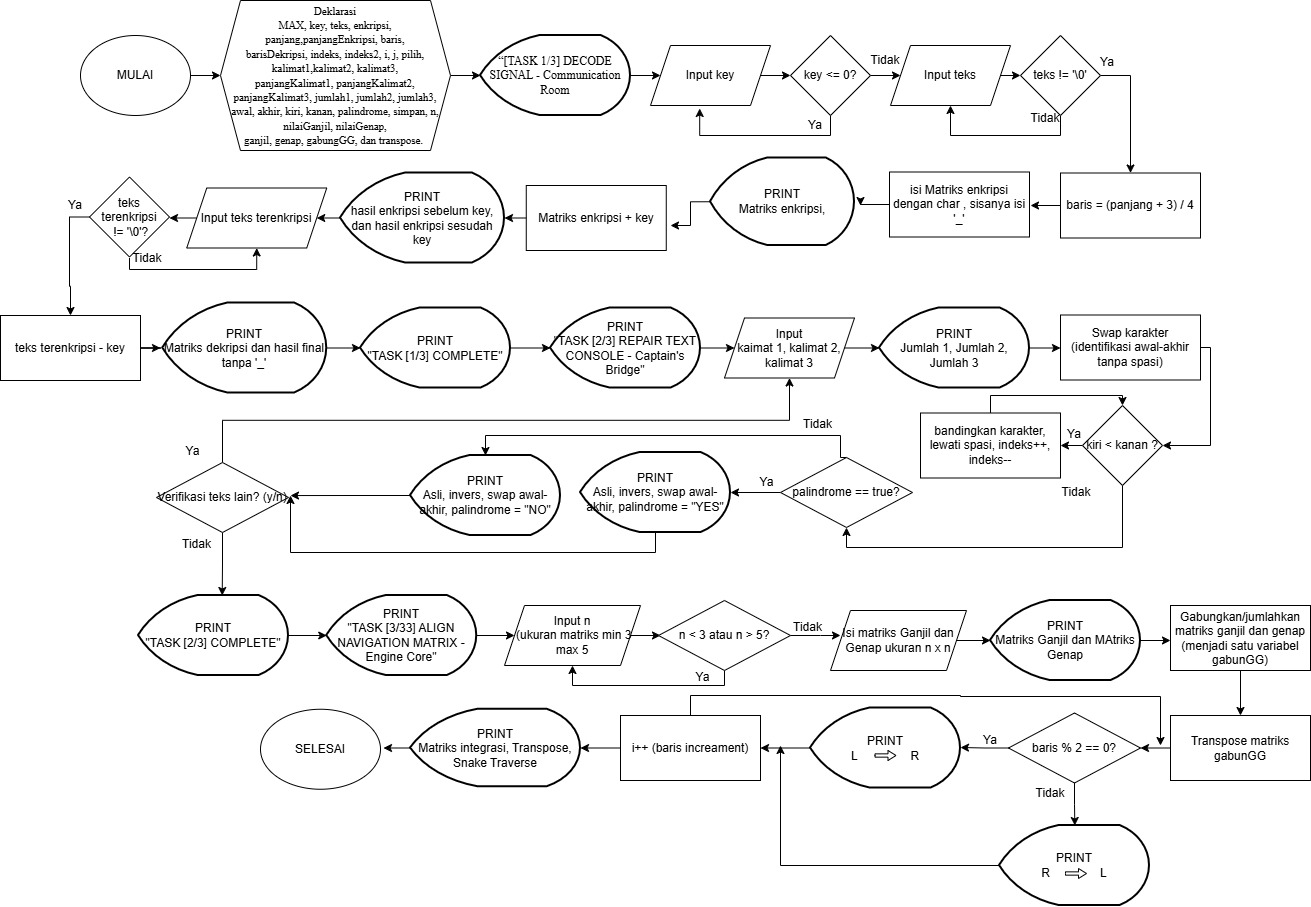 MULAI
Deklarasi
MAX, key, teks, enkripsi,
panjang,panjangEnkripsi, baris,
barisDekripsi, indeks, indeks2, i, j, pilih,
kalimat1,kalimat2, kalimat3,
panjangKalimat1, panjangKalimat2,
panjangKalimat3, jumlah1, jumlah2, jumlah3,
awal, akhir, kiri, kanan, palindrome, simpan, n,
nilaiGanjil, nilaiGenap,
ganjil, genap, gabungGG, dan transpose.
"[TASK 1/3] DECODE
SIGNAL - Communication
Room
Input key
key <= 0?
Tidak
Ya
Input teks
teks != '\0'
Ya
Tidak
baris = (panjang + 3) / 4
isi Matriks enkripsi
dengan char , sisanya isi
'_'
PRINT
Matriks enkripsi,
Matriks enkripsi + key
PRINT
hasil enkripsi sebelum key,
dan hasil enkripsi sesudah
key
Input teks terenkripsi
teks
terenkripsi
!= '\0'?
Ya
Tidak
teks terenkripsi - key
PRINT
Matriks dekripsi dan hasil final
tanpa '_'
PRINT
"TASK [1/3] COMPLETE"
PRINT
"TASK [2/3] REPAIR TEXT
CONSOLE - Captain's
Bridge"
Input
kaimat 1, kalimat 2,
kalimat 3
PRINT
Jumlah 1, Jumlah 2,
Jumlah 3
Swap karakter
(identifikasi awal-akhir
tanpa spasi)
kiri < kanan ?
Ya
Tidak
bandingkan karakter,
lewati spasi, indeks++,
indeks--
palindrome == true?
Tidak
Ya
PRINT
Asli, invers, swap awal-
akhir, palindrome = "YES"
PRINT
Asli, invers, swap awal-
akhir, palindrome = "NO"
Verifikasi teks lain? (y/n)
Ya
Tidak
PRINT
"TASK [2/3] COMPLETE"
PRINT
"TASK [3/33] ALIGN
NAVIGATION MATRIX -
Engine Core"
Input n
(ukuran matriks min 3
max 5
n < 3 atau n > 5?
Tidak
Ya
Isi matriks Ganjil dan
Genap ukuran n x n
PRINT
Matriks Ganjil dan MAtriks
Genap
Gabungkan/jumlahkan
matriks ganjil dan genap
(menjadi satu variabel
gabunGG)
Transpose matriks
gabunGG
baris % 2 == 0?
Ya
Tidak
PRINT
L R
PRINT
R L
i++ (baris increament)
PRINT
Matriks integrasi, Transpose,
Snake Traverse
SELESAI